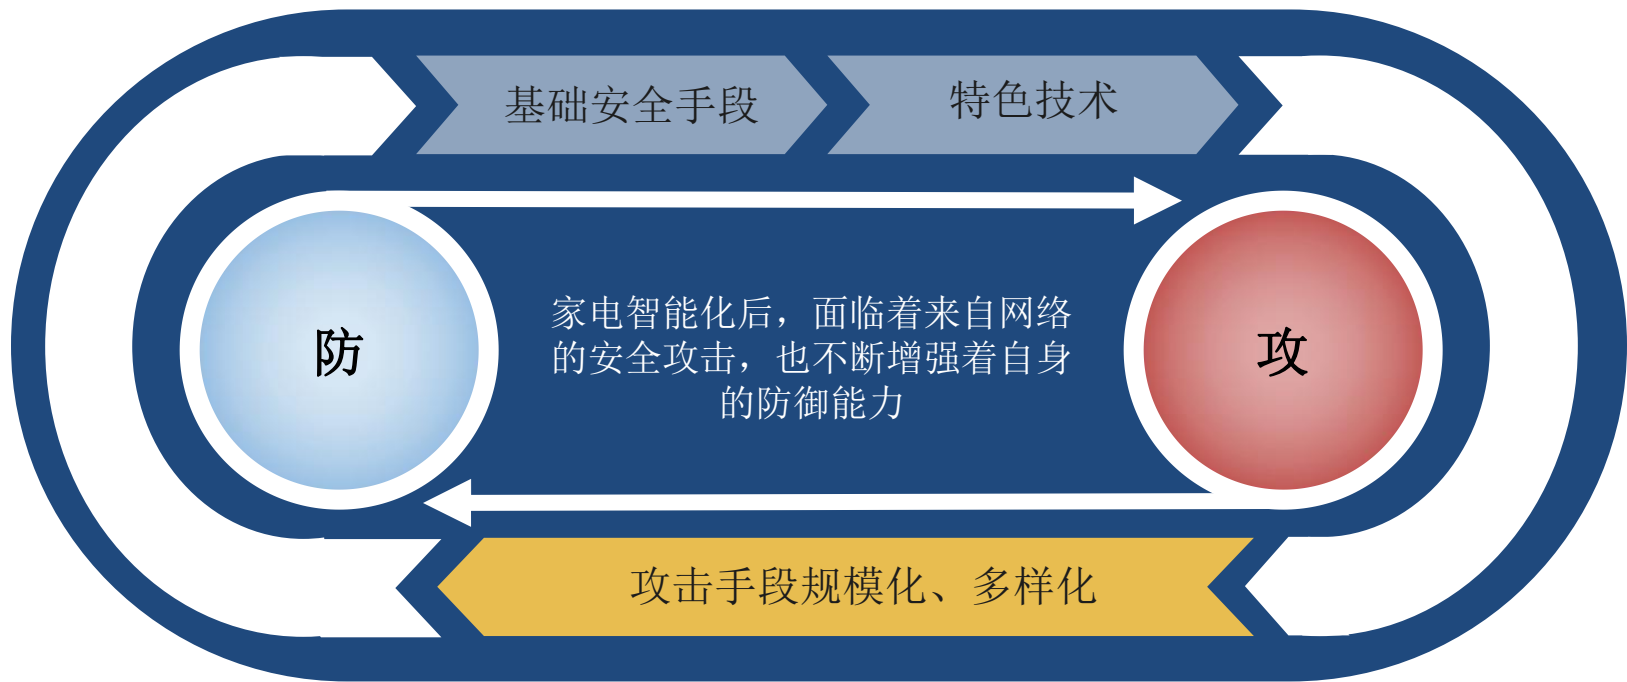 基础安全手段
特色技术
防
家电智能化后，面临着来自网络
的安全攻击，也不断增强着自身
的防御能力
攻
攻击手段规模化、多样化